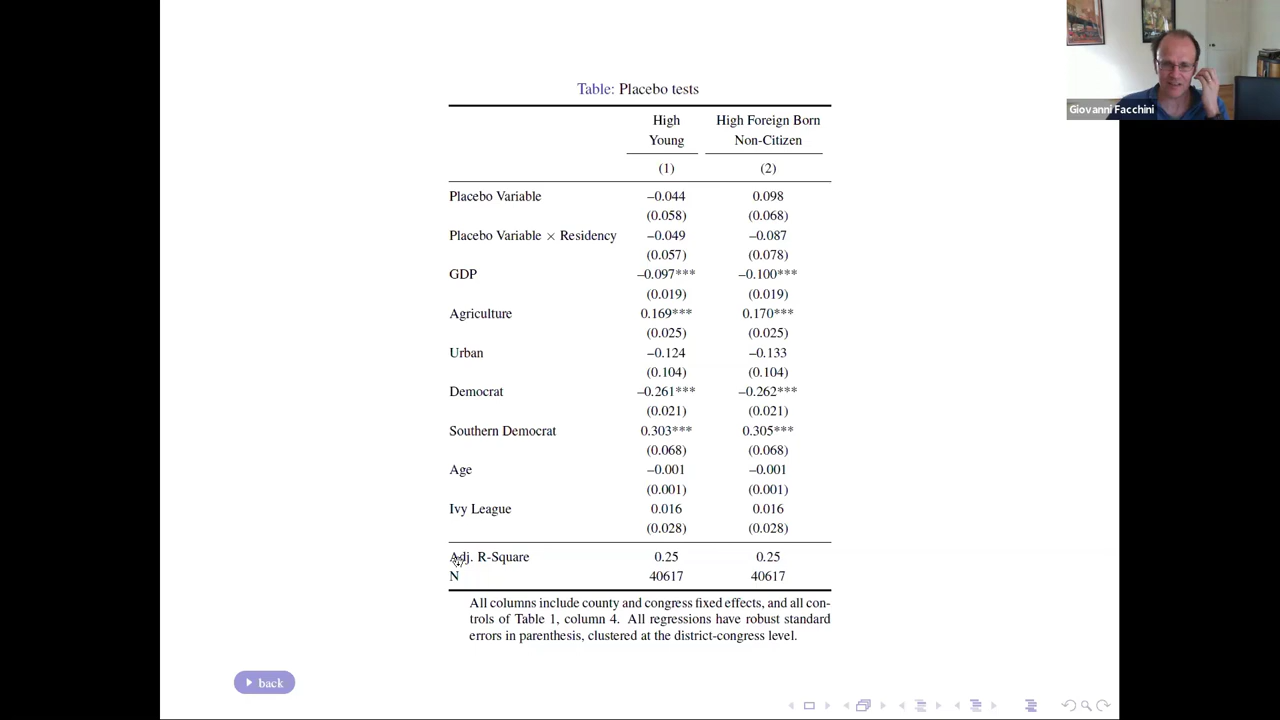 Giovanni Facchini
Table: Placebo tests
High High Foreign Born
Young Non-Citizen
(1) (2)
Placebo Variable –0.044 0.098
(0.058) (0.068)
Placebo Variable × Residency –0.049 –0.087
(0.057) (0.078)
GDP –0.097*** –0.100***
(0.019) (0.019)
Agriculture 0.169*** 0.170***
(0.025) (0.025)
Urban –0.124 –0.133
(0.104) (0.104)
Democrat –0.261*** –0.262***
(0.021) (0.021)
Southern Democrat 0.303*** 0.305***
(0.068) (0.068)
Age –0.001 –0.001
(0.001) (0.001)
Ivy League 0.016 0.016
(0.028) (0.028)
Adj. R-Square 0.25 0.25
N 40617 40617
All columns include county and congress fixed effects, and all con-
trols of Table 1, column 4. All regressions have robust standard
errors in parenthesis, clustered at the district-congress level.
back